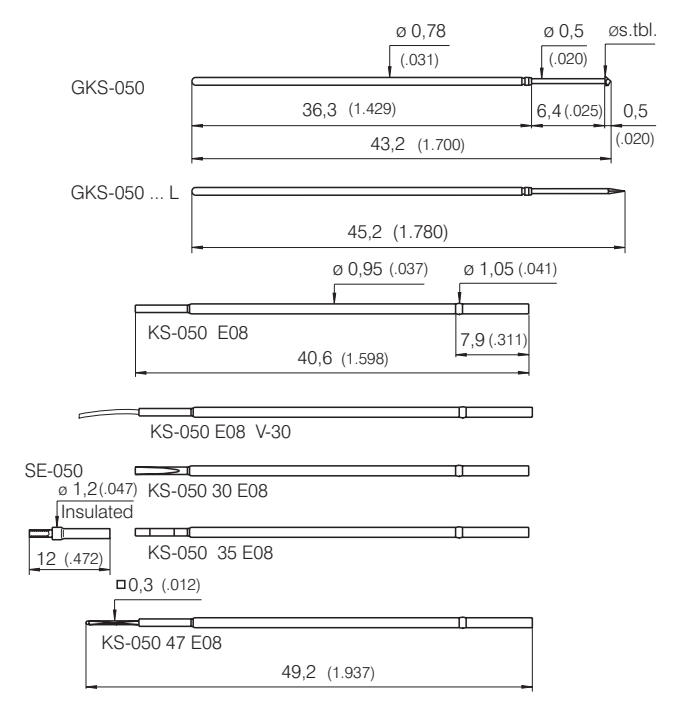 ø 0,78 ø 0,5 øs.tbl.
(.031) (.020)
GKS-050
36,3 (1.429) 6,4 (.025) 0,5
43,2 (1.700) (.020)
GKS-050 ... L
45,2 (1.780)
ø 0,95 (.037) ø 1,05 (.041)
KS-050 E08 7,9 (.311)
40,6 (1.598)
KS-050 E08 V-30
SE-050
ø 1,2(.047) KS-050 30 E08
Insulated
12 (.472) KS-050 35 E08
□0,3 (.012)
KS-050 47 E08
49,2 (1.937)